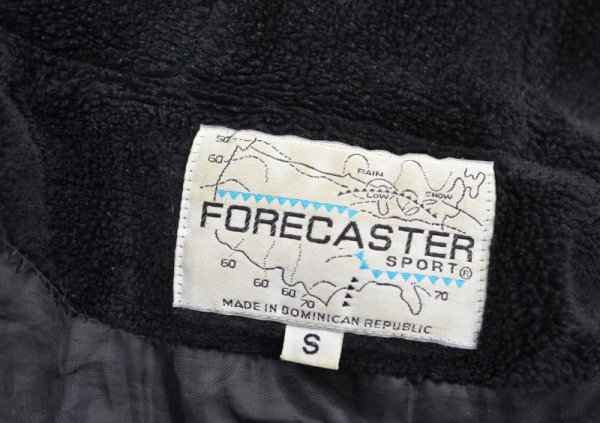 50
60
RAIN
LOW
SNOW
FORECASTER
SPORT®
60
60
60
70
70
MADE IN DOMINICAN REPUBLIC
S